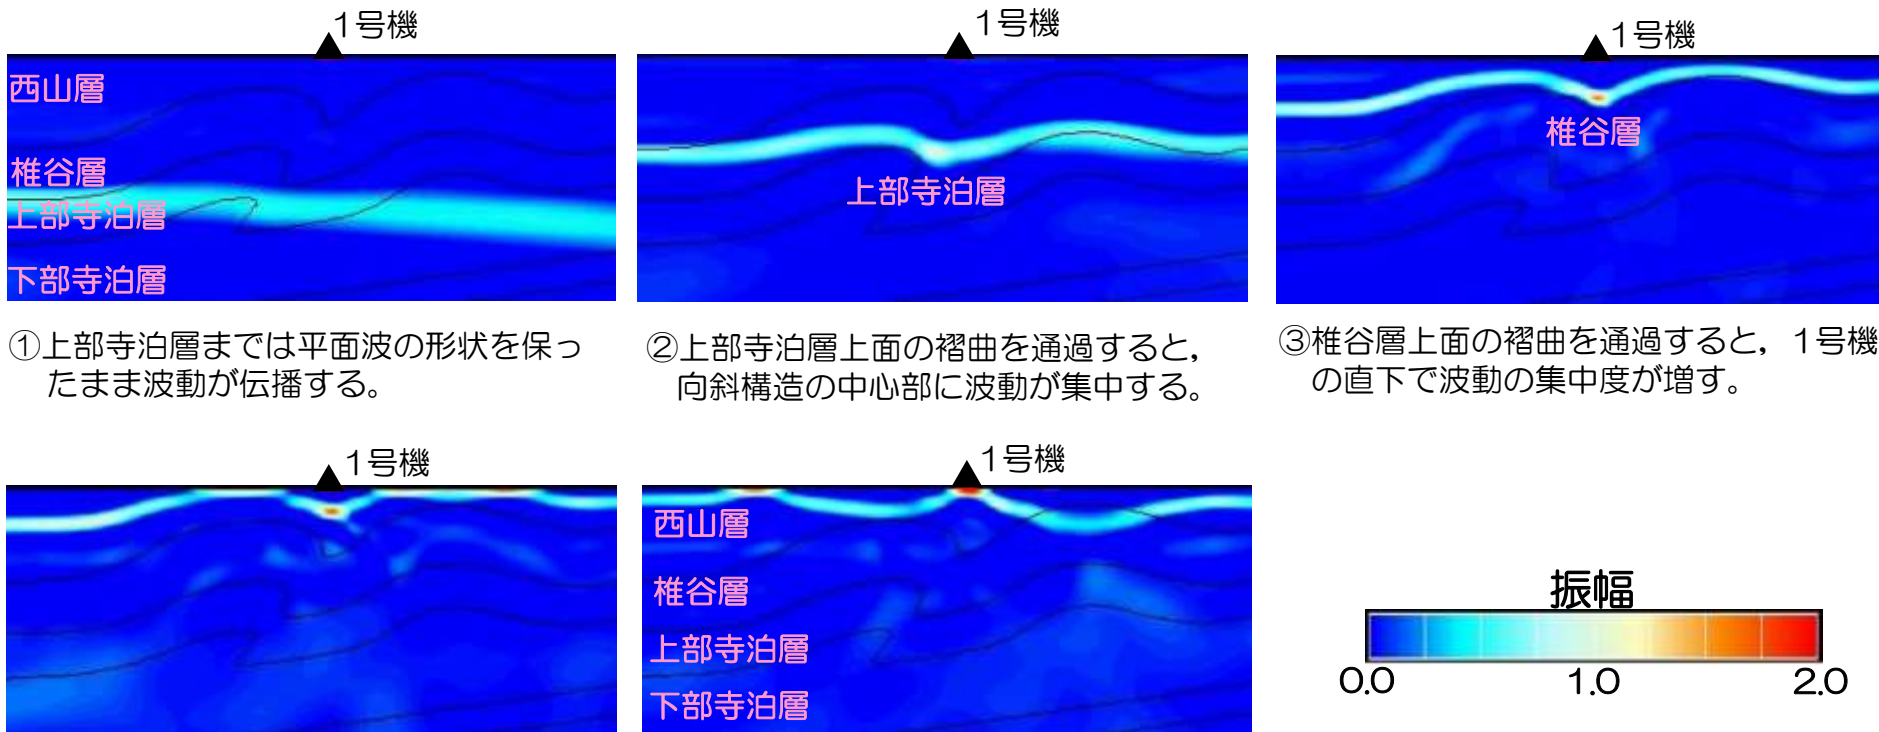 1号機
西山層
椎谷層
上部寺泊層
下部寺泊層
①上部寺泊層までは平面波の形状を保っ
たまま波動が伝播する。
1号機
上部寺泊層
②上部寺泊層上面の褶曲を通過すると，
向斜構造の中心部に波動が集中する。
1号機
椎谷層
③椎谷層上面の褶曲を通過すると，1号機
の直下で波動の集中度が増す。
1号機
1号機
西山層
椎谷層
上部寺泊層
下部寺泊層
振幅
0.0 1.0 2.0